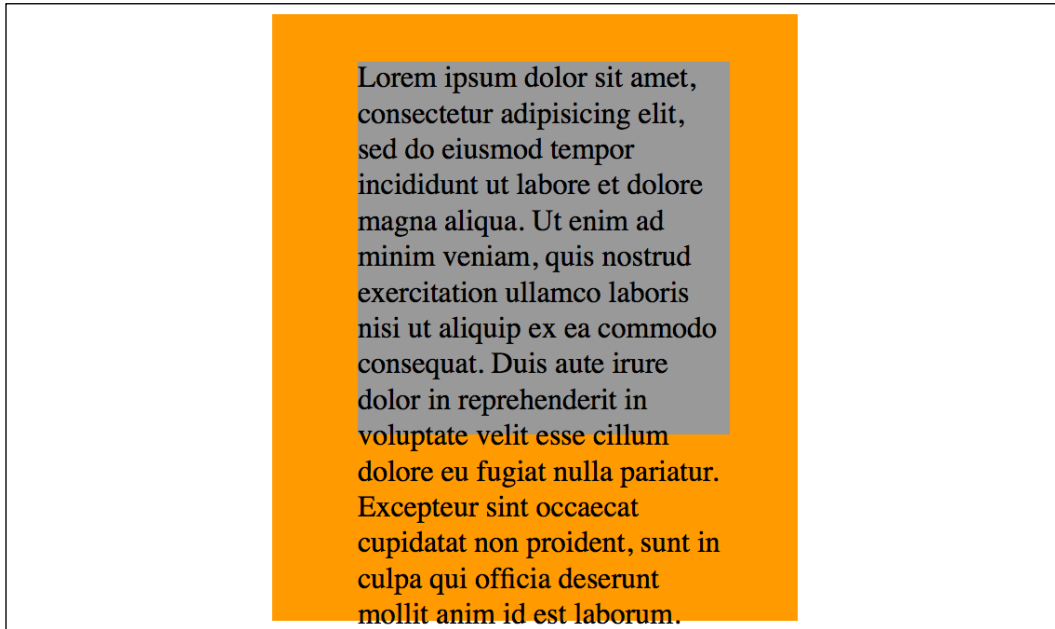 Lorem ipsum dolor sit amet,
consectetur adipisicing elit,
sed do eiusmod tempor
incididunt ut labore et dolore
magna aliqua. Ut enim ad
minim veniam, quis nostrud
exercitation ullamco laboris
nisi ut aliquip ex ea commodo
consequat. Duis aute irure
dolor in reprehenderit in
voluptate velit esse cillum
dolore eu fugiat nulla pariatur.
Excepteur sint occaecat
cupidatat non proident, sunt in
culpa qui officia deserunt
mollit anim id est laborum.